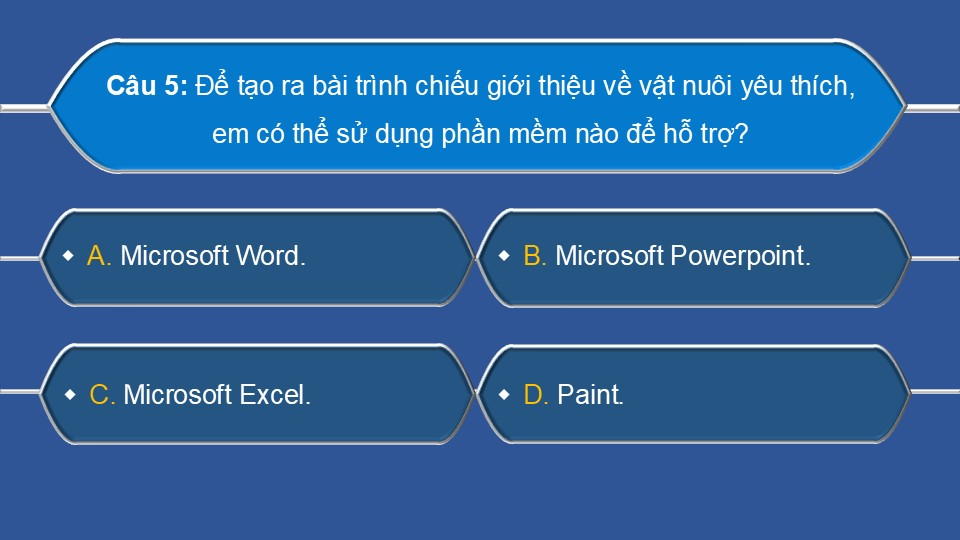 Câu 5: Để tạo ra bài trình chiếu giới thiệu về vật nuôi yêu thích,
em có thể sử dụng phần mềm nào để hỗ trợ?
A. Microsoft Word.
B. Microsoft Powerpoint.
C. Microsoft Excel.
D. Paint.